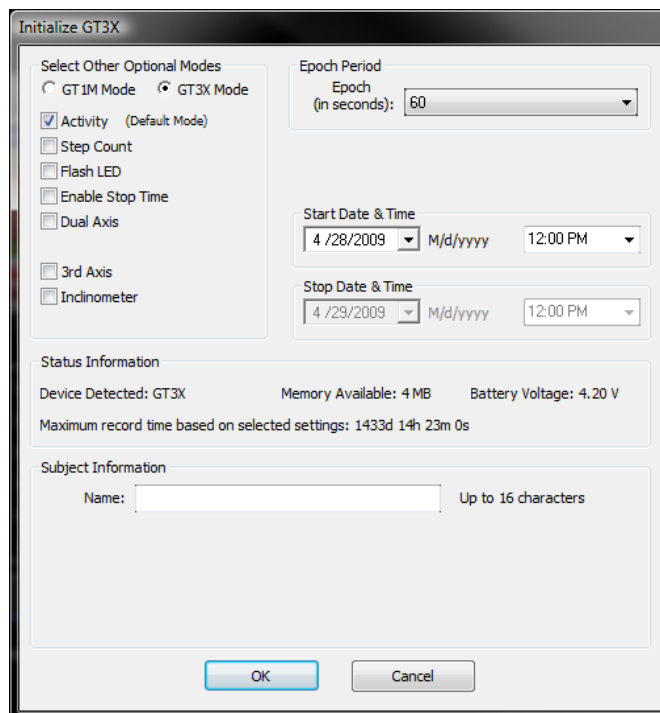 Initialize GT3X
Select Other Optional Modes
GT1M Mode GT3X Mode
Activity (Default Mode)
Step Count
Flash LED
Enable Stop Time
Dual Axis
3rd Axis
Inclinometer
Epoch Period
Epoch
(in seconds): 60
Start Date & Time
4 /28/2009 M/d/yyyy 12:00 PM
Stop Date & Time
4 /29/2009 M/d/yyyy 12:00 PM
Status Information
Device Detected: GT3X Memory Available: 4 MB Battery Voltage: 4.20 V
Maximum record time based on selected settings: 1433d 14h 23m 0s
Subject Information
Name: Up to 16 characters
OK Cancel